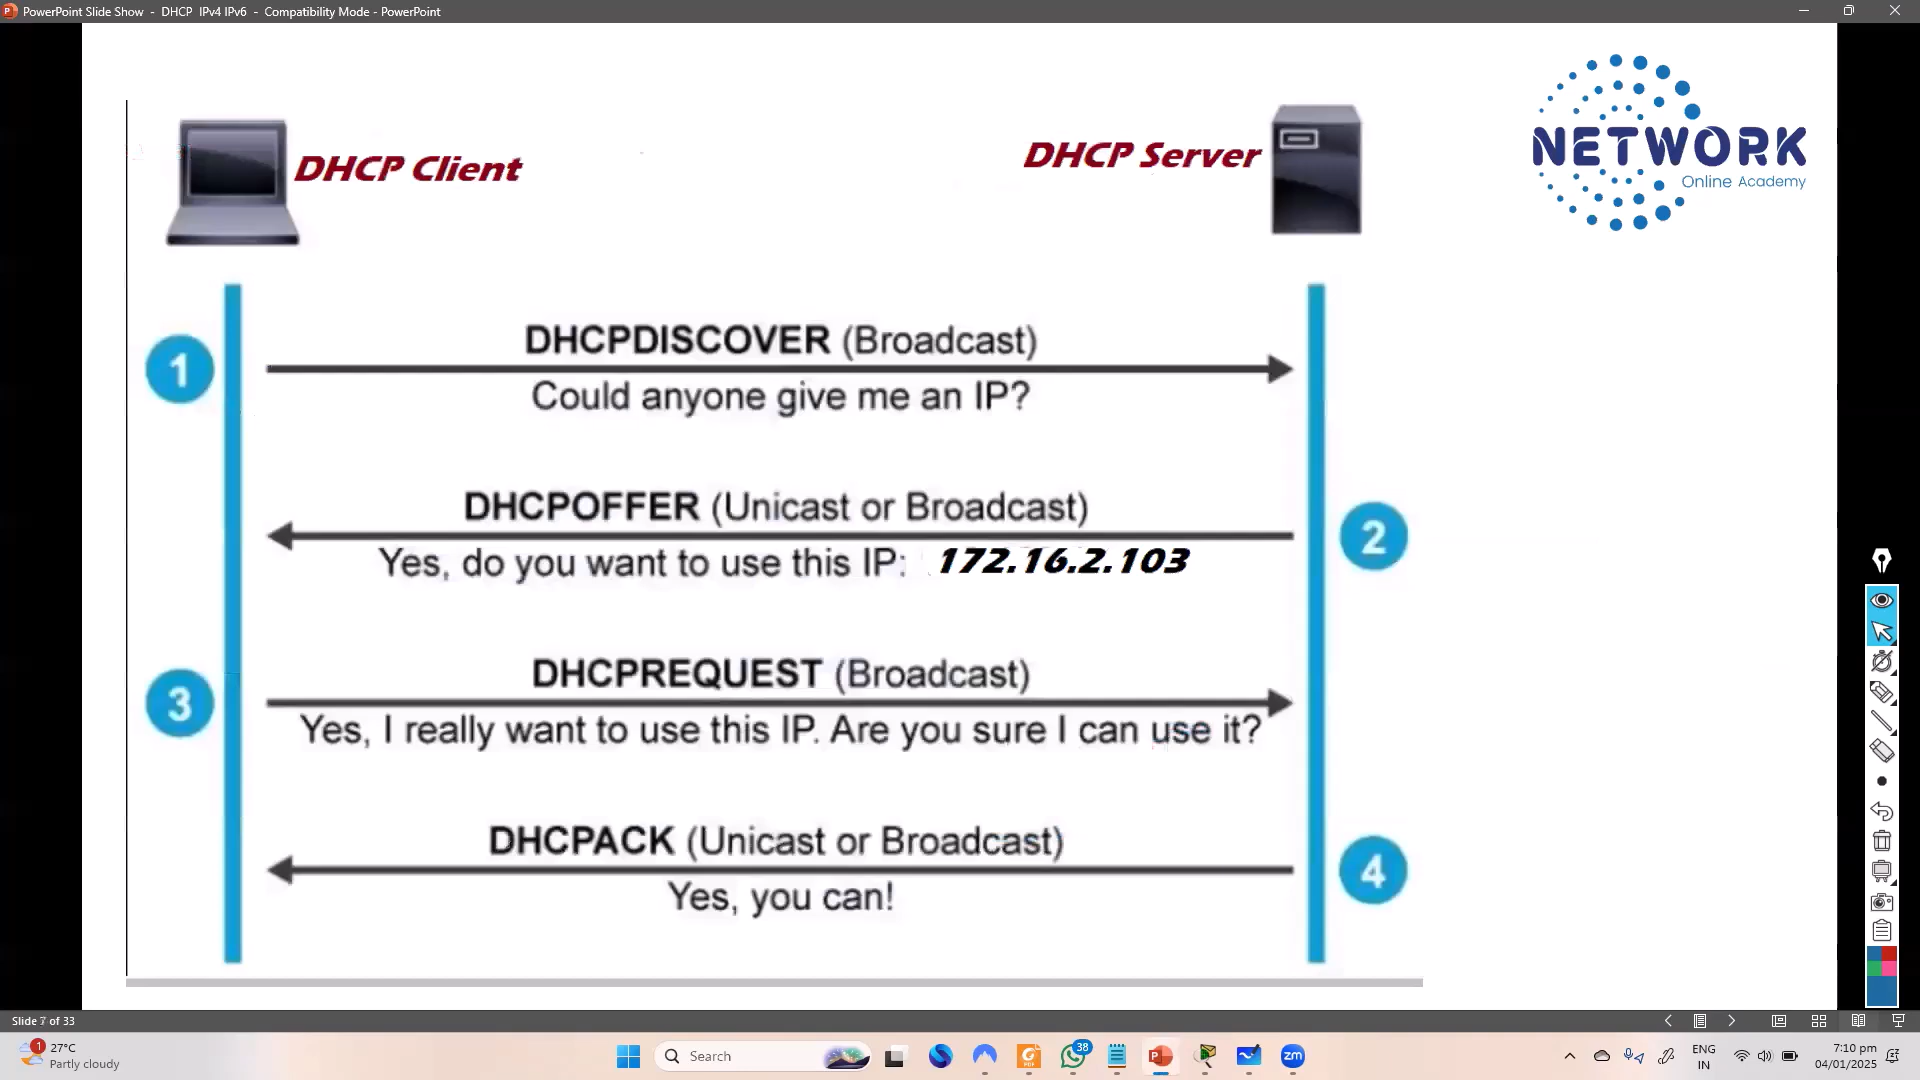 PowerPoint Slide Show - DHCP IPv4 IPv6 - Compatibility Mode - PowerPoint
DHCP Client
DHCP Server
NETWORK
Online Academy
1
DHCPDISCOVER (Broadcast)
Could anyone give me an IP?
DHCPOFFER (Unicast or Broadcast)
2
Yes, do you want to use this IP: 172.16.2.103
3
DHCPREQUEST (Broadcast)
Yes, I really want to use this IP. Are you sure I can use it?
DHCPACK (Unicast or Broadcast)
4
Yes, you can!
Slide 7 of 33
1
27°C
Partly cloudy
Search
38
zm
ENG
IN
7:10 pm
04/01/2025